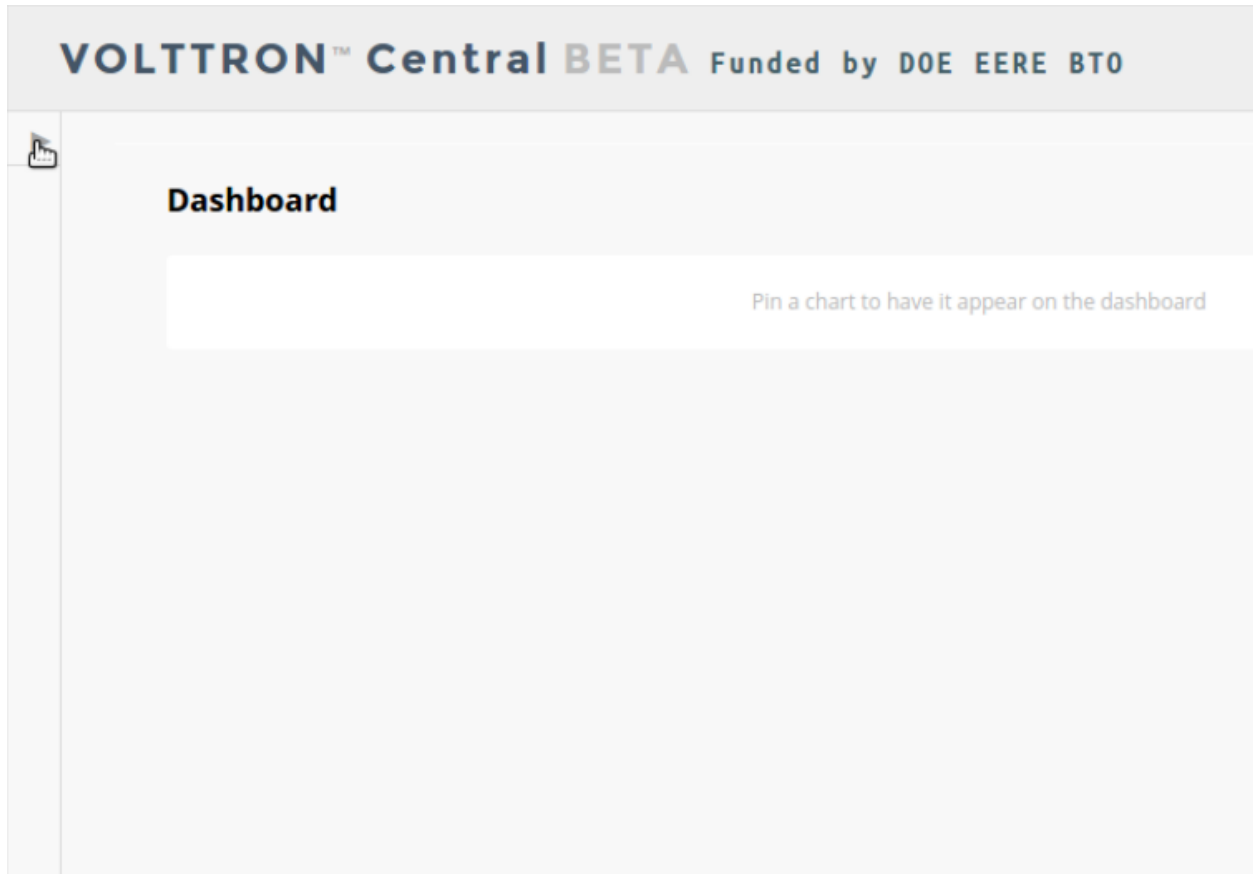 VOLTTRON™ Central BETA Funded by DOE EERE BTO
Dashboard
Pin a chart to have it appear on the dashboard